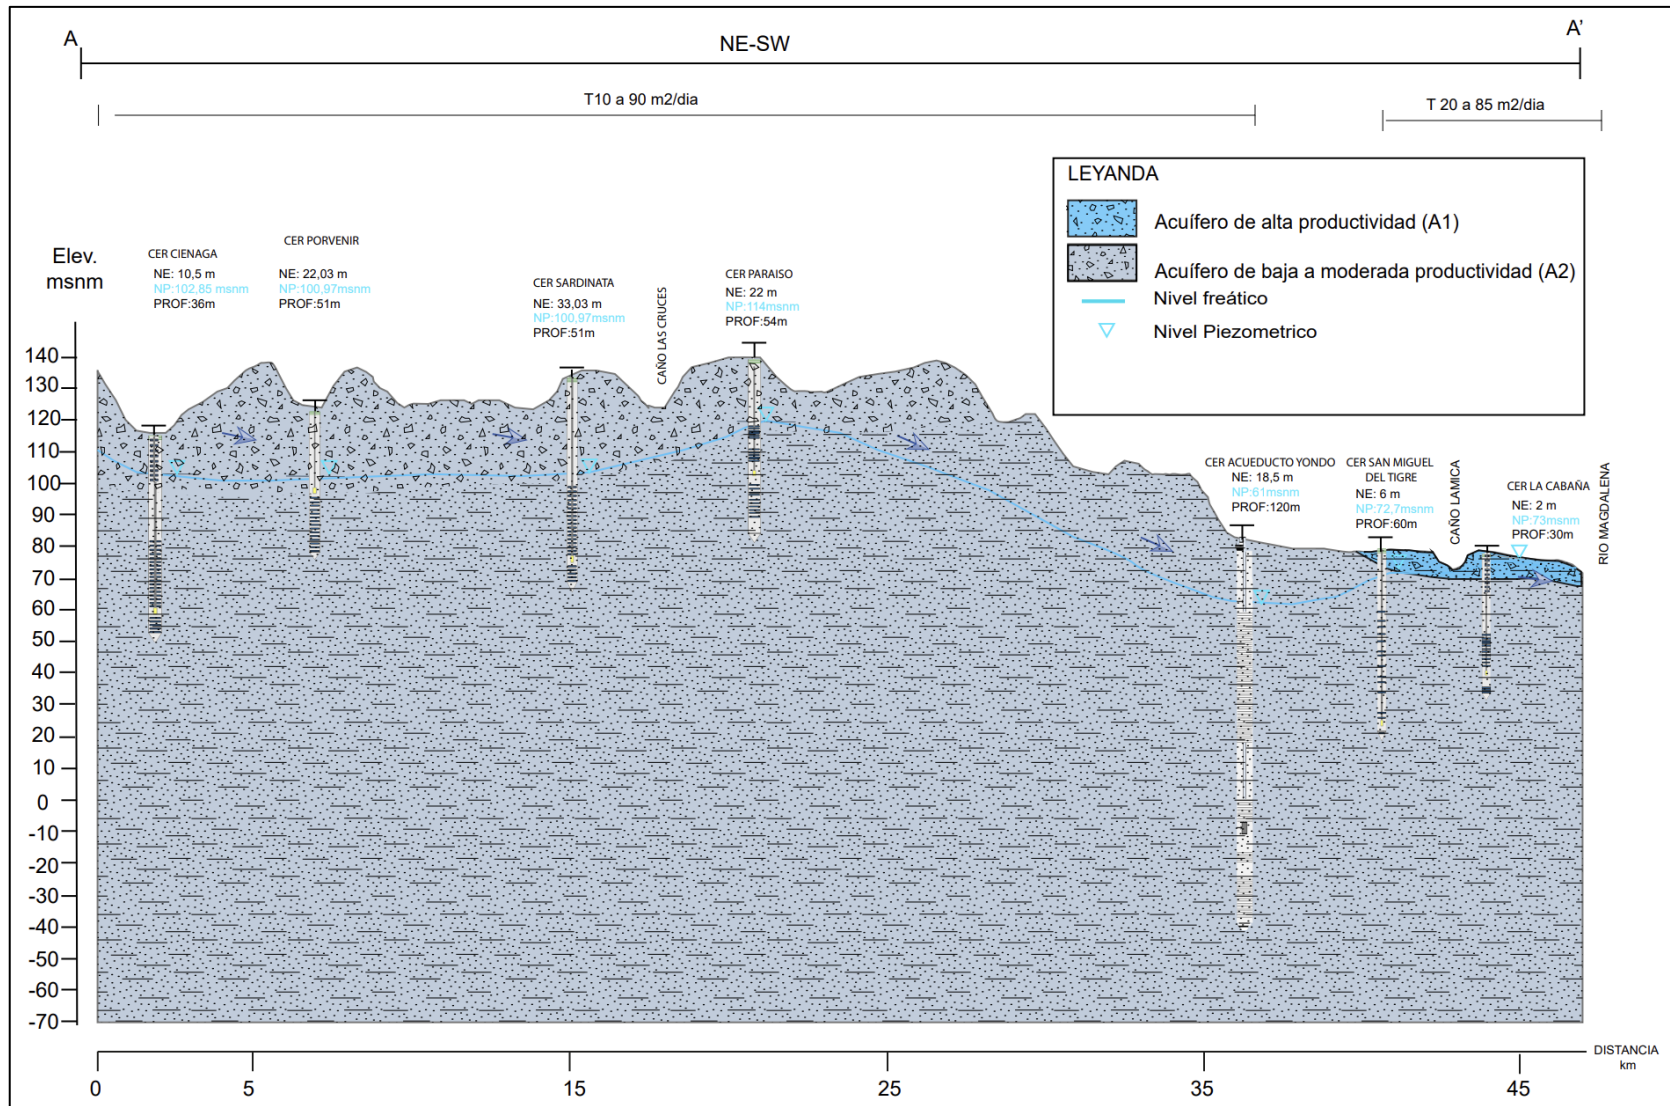 A
A'
NE-SW
T10 a 90 m2/dia
T 20 a 85 m2/dia
LEYANDA
Acuífero de alta productividad (A1)
Acuífero de baja a moderada productividad (A2)
Nivel freático
Nivel Piezometrico
Elev.
msnm
CER CIENAGA
NE: 10,5 m
NP:102,85 msnm
PROF:36m
CER PORVENIR
NE: 22,03 m
NP:100,97msnm
PROF:51m
CER SARDINATA
NE: 33,03 m
NP:100,97msnm
PROF:51m
CAÑO LAS CRUCES
CER PARAISO
NE: 22 m
NP:114msnm
PROF:54m
CER ACUEDUCTO YONDO
NE: 18,5 m
NP:61msnm
PROF:120m
CER SAN MIGUEL
DEL TIGRE
NE: 6 m
NP:72,7msnm
PROF:60m
CAÑO LAMICA
CER LA CABAÑA
NE: 2 m
NP:73msnm
PROF:30m
RIO MAGDALENA
140
130
120
110
100
90
80
70
60
50
40
30
20
10
0
-10
-20
-30
-40
-50
-60
-70
0
5
15
25
35
45
DISTANCIA
km